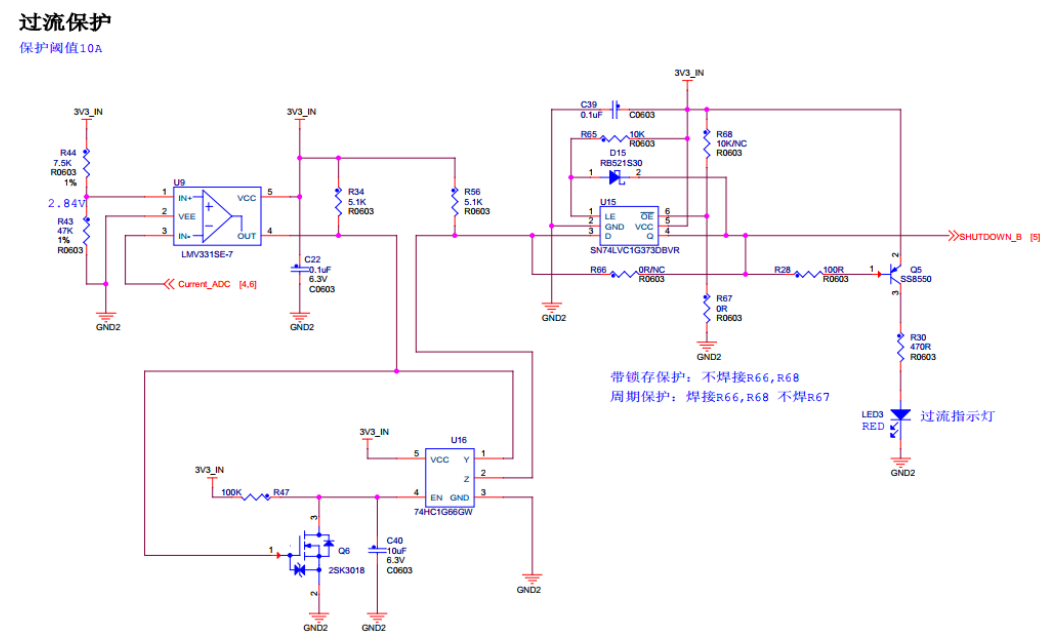 过流保护
保护阈值10A
3V3_IN
R44
7.5K
R0603
1%
2.84V
R43
47K
1%
R0603
U9
1
IN+
VCC
5
2
VEE
3
IN-
OUT
4
LMV331SE-7
GND2
Current_ADC [4,6]
3V3_IN
R34
5.1K
R0603
R56
5.1K
R0603
C22
0.1uF
6.3V
C0603
GND2
3V3_IN
C39
0.1uF
C0603
R65
10K
R0603
D15
RB521S30
1
2
R68
10K/NC
R0603
U15
1
LE
OE
6
2
GND
VCC
5
3
D
Q
4
SN74LVC1G373DBVR
R66
0R/NC
R0603
GND2
R67
0R
R0603
GND2
R28
100R
R0603
SHUTDOWN_B [5]
1
2
3
Q5
SS8550
R30
470R
R0603
LED3
RED
过流指示灯
GND2
带锁存保护：不焊接R66,R68
周期保护：焊接R66,R68 不焊R67
3V3_IN
U16
5
VCC
Y
1
Z
2
4
EN
GND
3
74HC1G66GW
3V3_IN
100K
R47
3
1
Q6
2SK3018
2
C40
10uF
6.3V
C0603
GND2
GND2
GND2